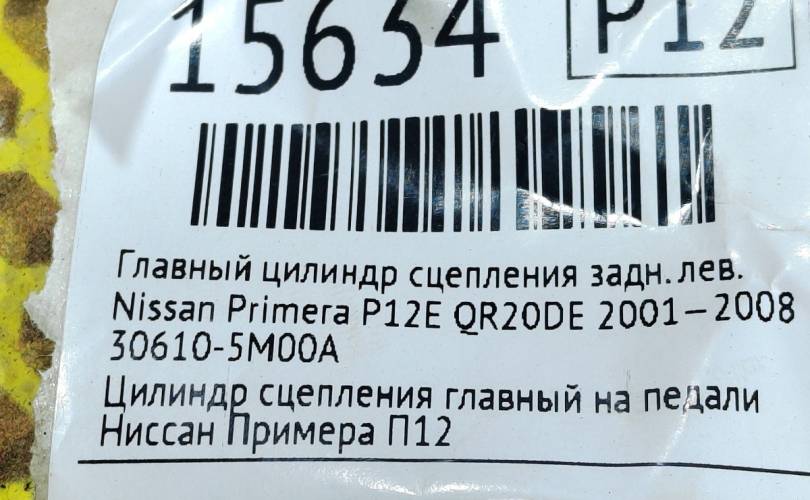 15634 P12
Главный цилиндр сцепления задн. лев.
Nissan Primera P12E QR20DE 2001-2008
30610-5M00A
Цилиндр сцепления главный на педали
Ниссан Примера П12